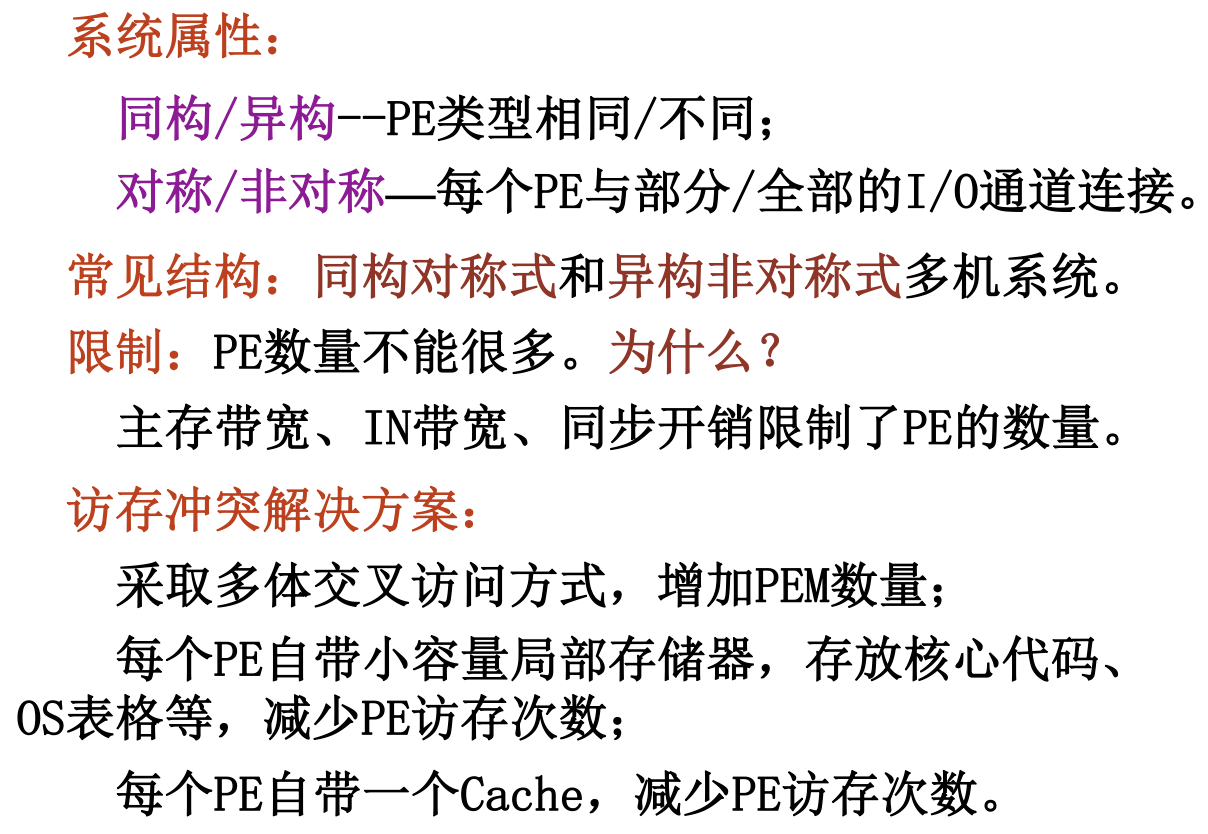 系统属性：
同构/异构--PE类型相同/不同；
对称/非对称—每个PE与部分/全部的I/O通道连接。
常见结构：同构对称式和异构非对称式多机系统。
限制：PE数量不能很多。为什么？
主存带宽、IN带宽、同步开销限制了PE的数量。
访存冲突解决方案：
采取多体交叉访问方式，增加PEM数量；
每个PE自带小容量局部存储器，存放核心代码、
OS表格等，减少PE访存次数；
每个PE自带一个Cache，减少PE访存次数。